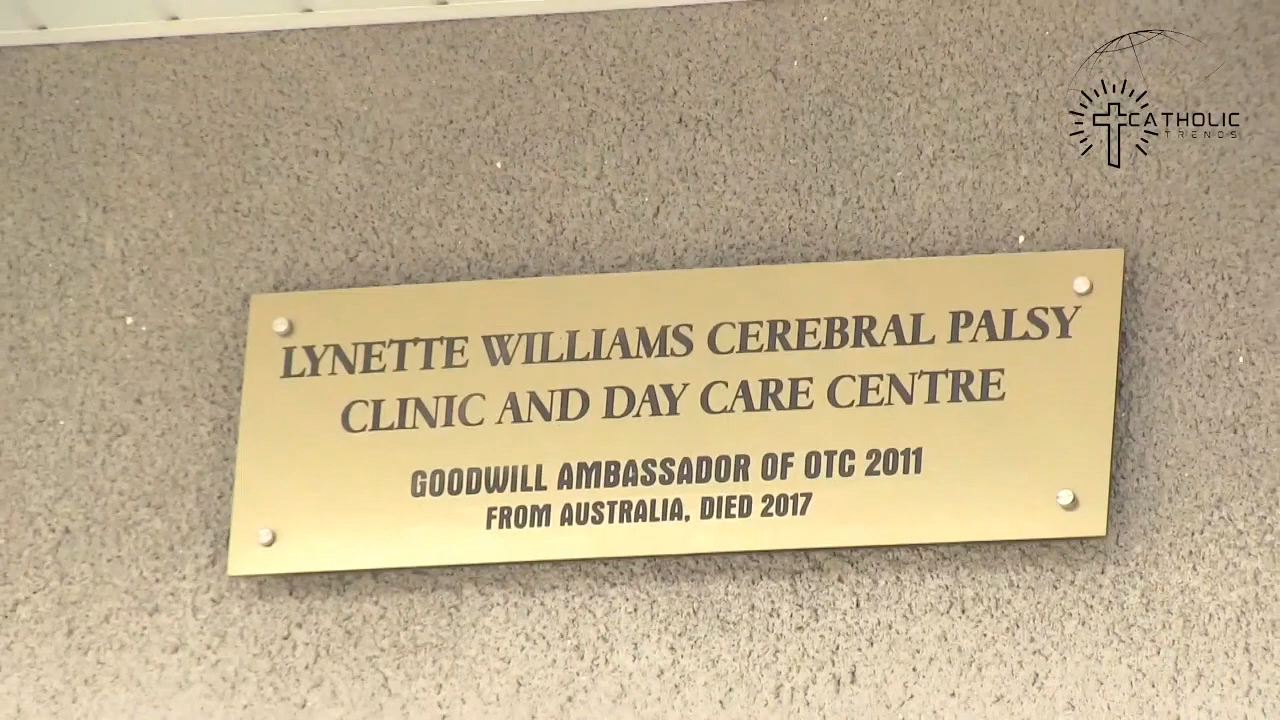 CATHOLIC
TRENDS
LYNETTE WILLIAMS CEREBRAL PALSY
CLINIC AND DAY CARE CENTRE
GOODWILL AMBASSADOR OF OTC 2011
FROM AUSTRALIA, DIED 2017